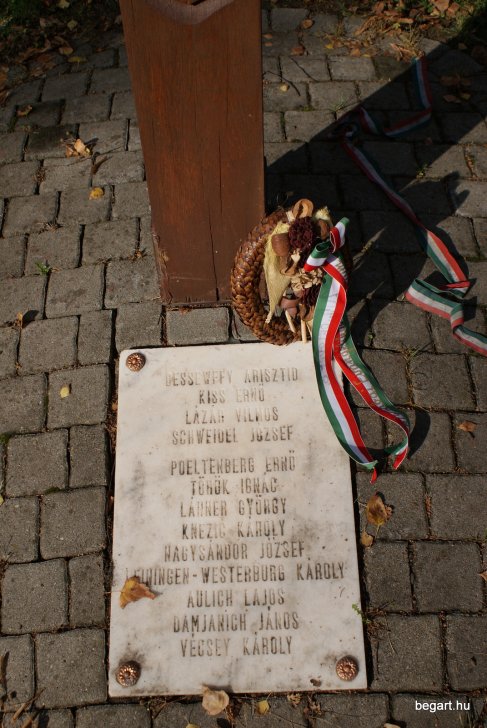 DESSEWFFY ARISZTID
KISS ERNŐ
LÁZÁR VILMOS
SCHWEIDEL JÓZSEF
POELTENBERG ERNŐ
TÖRÖK IGNÁC
LAHNER GYÖRGY
KNEZIĆ KÁROLY
NAGYSÁNDOR JÓZSEF
LEININGEN-WESTERBURG KÁROLY
AULICH LAJOS
DAMJANICH JÁNOS
VÉCSEY KÁROLY
begart.hu